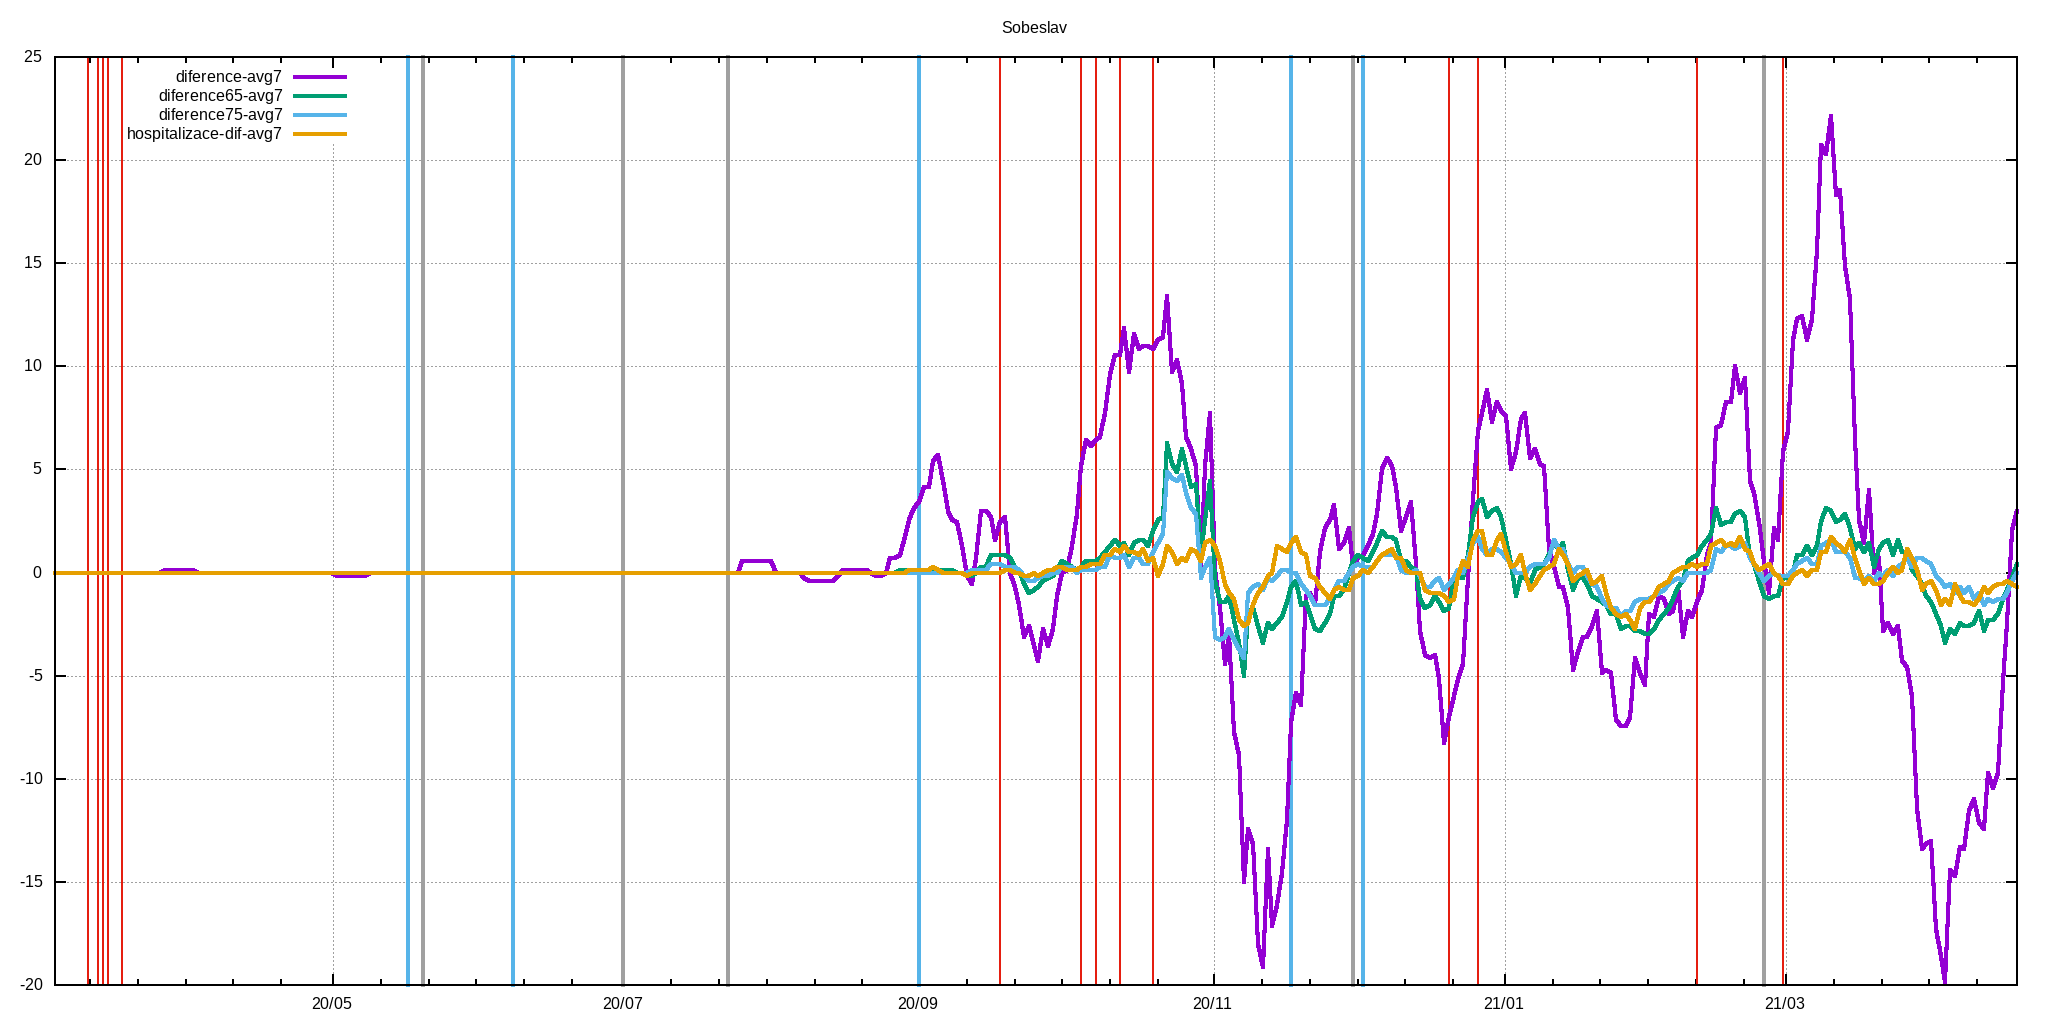 Sobeslav
25
diference-avg7
diference65-avg7
diference75-avg7
hospitalizace-dif-avg7
20
15
10
5
0
-5
-10
-15
-20
20/05 20/07 20/09 20/11 21/01 21/03